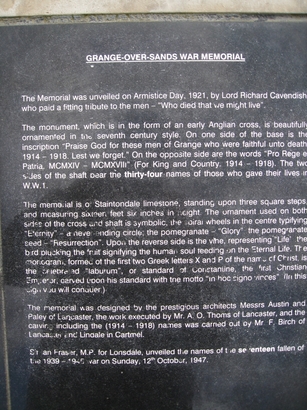 GRANGE-OVER-SANDS WAR MEMORIAL
The Memorial was unveiled on Armistice Day, 1921, by Lord Richard Cavendish
who paid a fitting tribute to the men – "Who died that we might live".
The monument, which is in the form of an early Anglian cross, is beautifully
ornamented in the seventh century style. On one side of the base is the
inscription "Praise God for these men of Grange who were faithful unto death
1914 - 1918. Lest we forget." On the opposite side are the words "Pro Rege et
Patria, MCMXIV – MCMXVIII" (For King and Country, 1914 - 1918). The two
sides of the shaft bear the thirty-four names of those who gave their lives in
W.W.1.
The memorial is of Staintondale limestone, standing upon three square steps,
and measuring sixteen feet six inches in height. The ornament used on both
sides of the cross and shaft is symbolic, the spiral wheels in the centre typifying
"Eternity" – a never ending circle; the pomegranate – "Glory" the pomegranate
seed – "Resurrection". Upon the reverse side is the vine, representing "Life" the
bird plucking the fruit signifying the human soul feeding on the Eternal Life. The
monogram, formed of the first two Greek letters X and P of the name of Christ, is
the "labarum", or standard of Constantine, the first Christian
Emperor, carved upon his standard with the motto "in hoc signo vinces" (In this
sign you will conquer.)
The memorial was designed by the prestigious architects Messrs Austin and
Paley of Lancaster, the work executed by Mr. A. O. Thoms of Lancaster, and the
carving including the (1914 – 1918) names was carried out by Mr. F. Birch of
Lancaster and Lindale in Cartmel.
Sir Ian Fraser, M.P. for Lonsdale, unveiled the names of the seventeen fallen of
the 1939 – 1945 war on Sunday, 12th October, 1947.